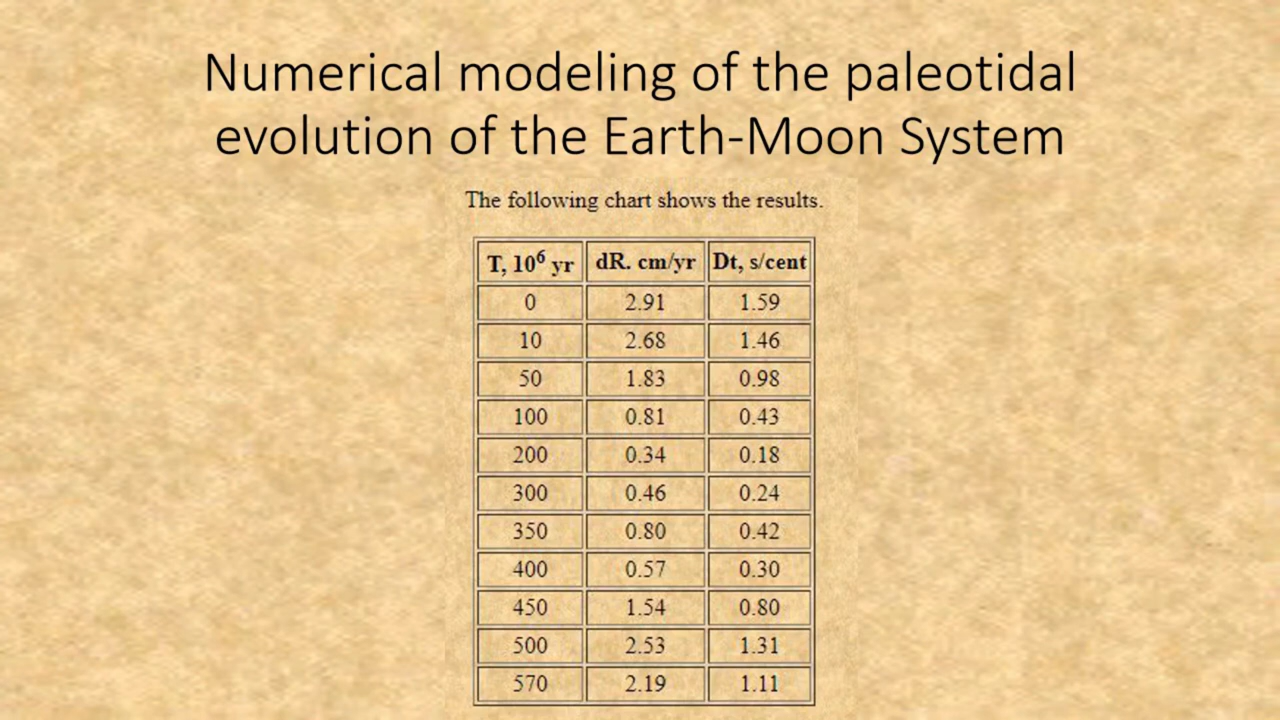 Numerical modeling of the paleotidal
evolution of the Earth-Moon System
The following chart shows the results.
T, 10⁶ yr dR. cm/yr Dt, s/cent
0 2.91 1.59
10 2.68 1.46
50 1.83 0.98
100 0.81 0.43
200 0.34 0.18
300 0.46 0.24
350 0.80 0.42
400 0.57 0.30
450 1.54 0.80
500 2.53 1.31
570 2.19 1.11